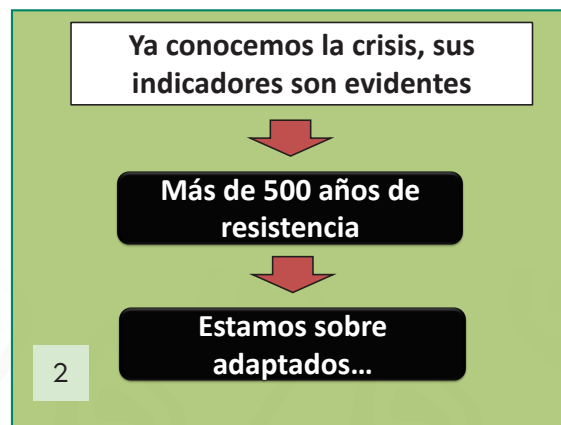 Ya conocemos la crisis, sus
indicadores son evidentes
Más de 500 años de
resistencia
Estamos sobre
adaptados...
2